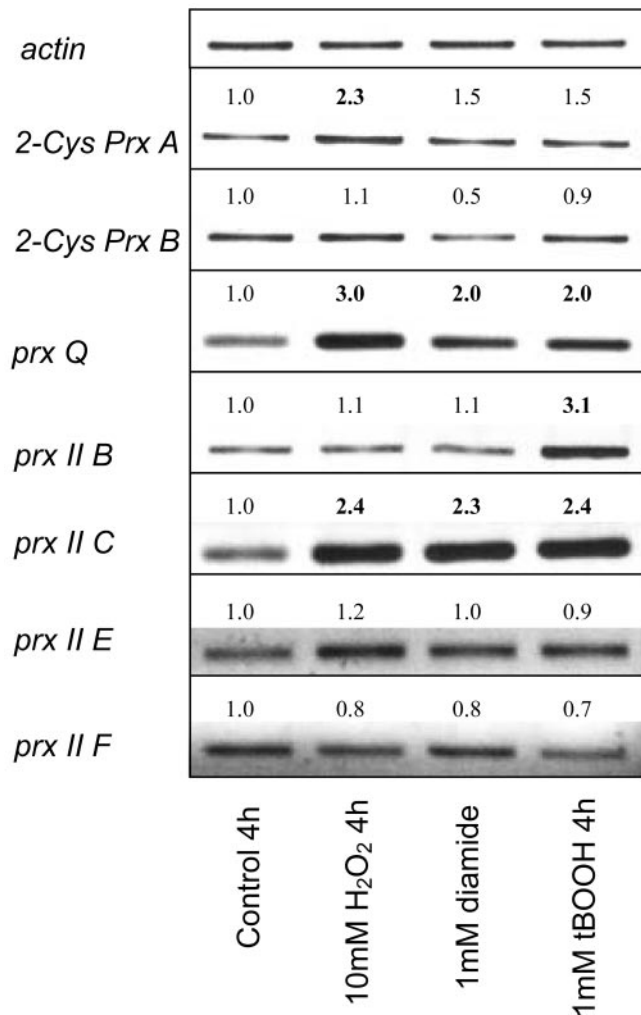 actin
1.0 2.3 1.5 1.5
2-Cys Prx A
1.0 1.1 0.5 0.9
2-Cys Prx B
1.0 3.0 2.0 2.0
prx Q
1.0 1.1 1.1 3.1
prx II B
1.0 2.4 2.3 2.4
prx II C
1.0 1.2 1.0 0.9
prx II E
1.0 0.8 0.8 0.7
prx II F
Control 4h
10mM H₂O₂ 4h
1mM diamide
1mM tBOOH 4h